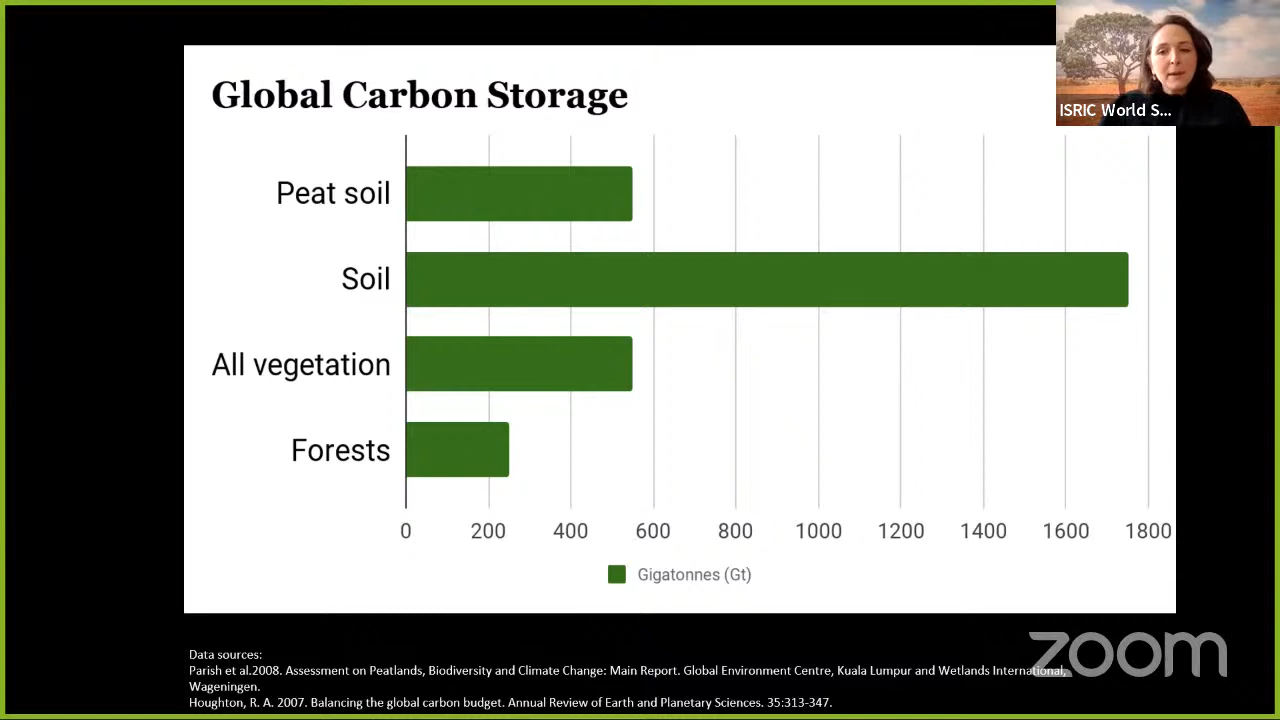 Global Carbon Storage
ISRIC World S...
Peat soil
Soil
All vegetation
Forests
0 200 400 600 800 1000 1200 1400 1600 1800
Gigatonnes (Gt)
zoom
Data sources:
Parish et al.2008. Assessment on Peatlands, Biodiversity and Climate Change: Main Report. Global Environment Centre, Kuala Lumpur and Wetlands International,
Wageningen.
Houghton, R. A. 2007. Balancing the global carbon budget. Annual Review of Earth and Planetary Sciences. 35:313-347.